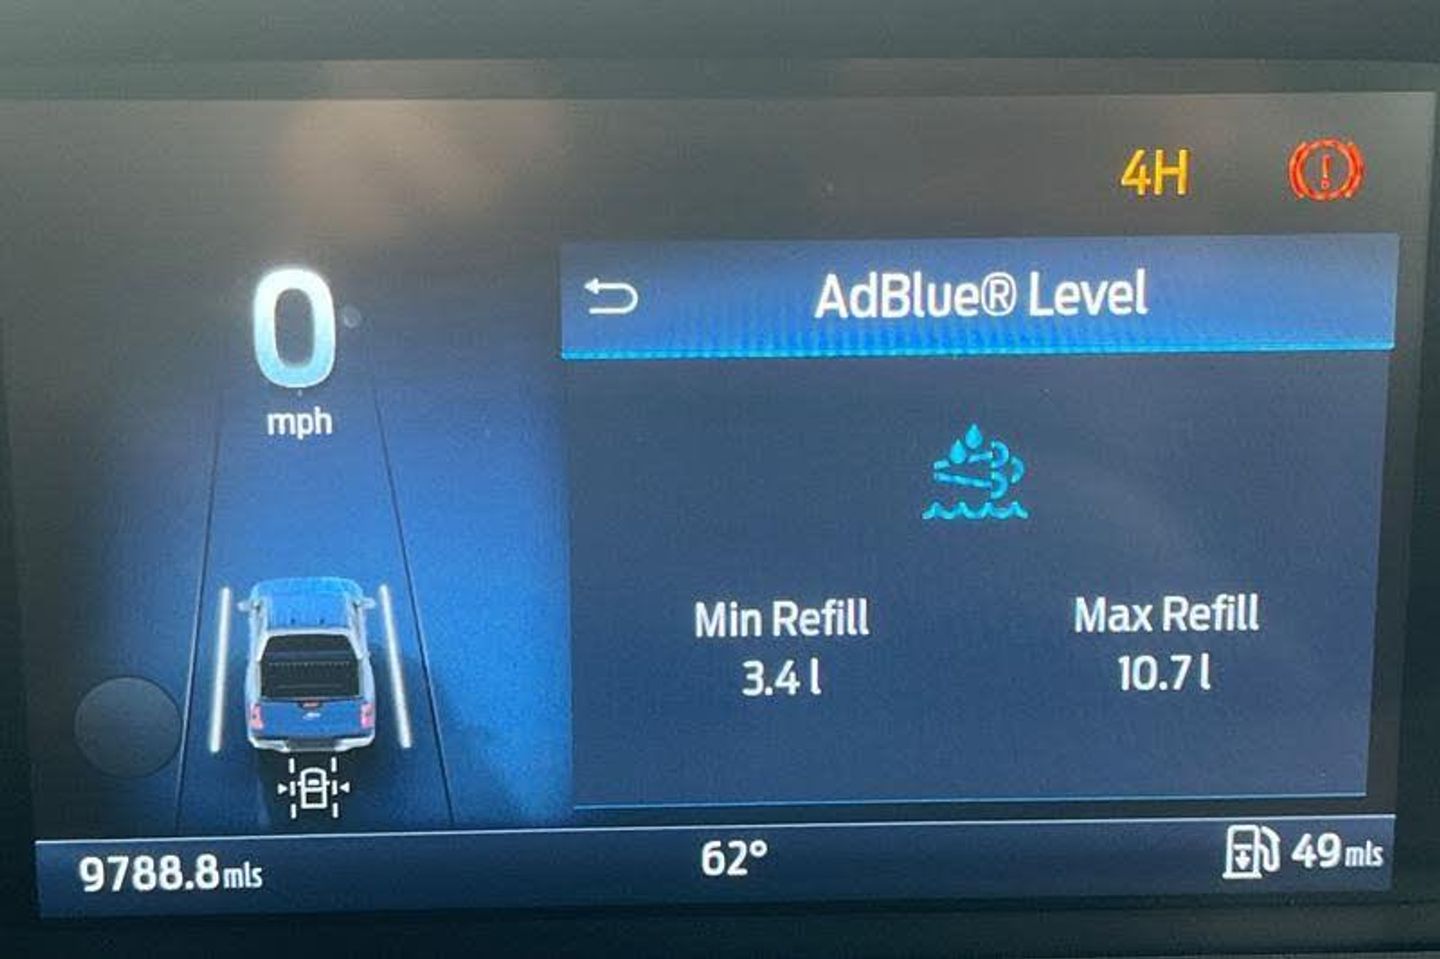 4H
AdBlue® Level
0
mph
Min Refill
Max Refill
3.4 l
10.7 l
9788.8 mls
62°
49 mls